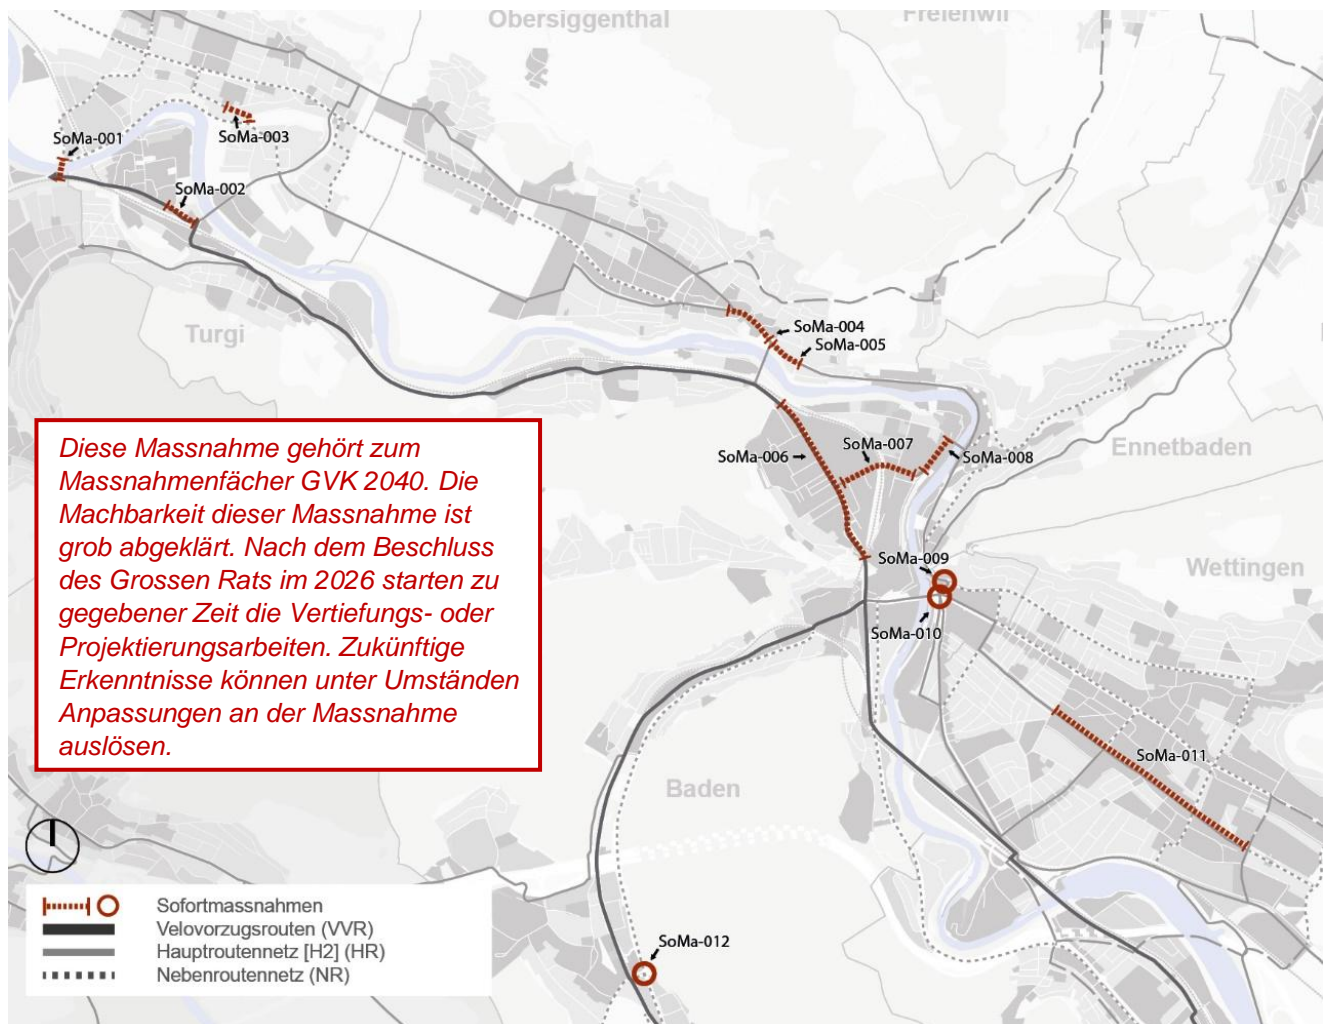 Obersiggenthal
Freienwil
SoMa-001
SoMa-003
SoMa-002
Turgi
SoMa-004
SoMa-005
SoMa-007
SoMa-006
SoMa-008
Ennetbaden
Diese Massnahme gehört zum
Massnahmenfächer GVK 2040. Die
Machbarkeit dieser Massnahme ist
grob abgeklärt. Nach dem Beschluss
des Grossen Rats im 2026 starten zu
gegebener Zeit die Vertiefungs- oder
Projektierungsarbeiten. Zukünftige
Erkenntnisse können unter Umständen
Anpassungen an der Massnahme
auslösen.
SoMa-009
Wettingen
SoMa-010
SoMa-011
Baden
SoMa-012
Sofortmassnahmen
Velovorzugsrouten (VVR)
Hauptroutennetz [H2] (HR)
Nebenroutennetz (NR)